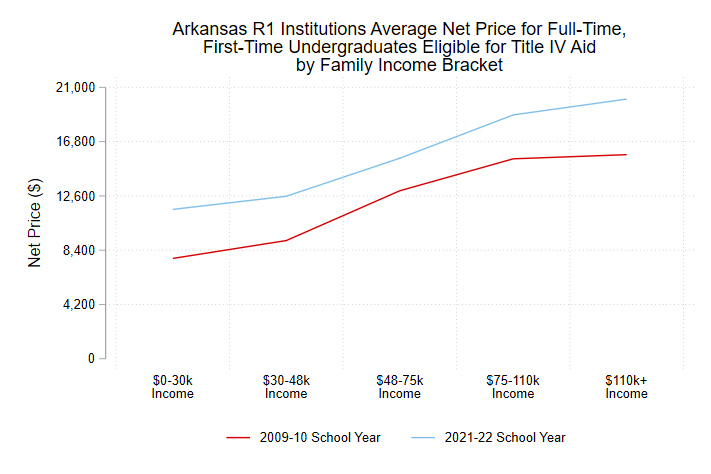 Arkansas R1 Institutions Average Net Price for Full-Time,
First-Time Undergraduates Eligible for Title IV Aid
by Family Income Bracket
Net Price ($)
21,000
16,800
12,600
8,400
4,200
0
$0-30k
Income
$30-48k
Income
$48-75k
Income
$75-110k
Income
$110k+
Income
2009-10 School Year
2021-22 School Year